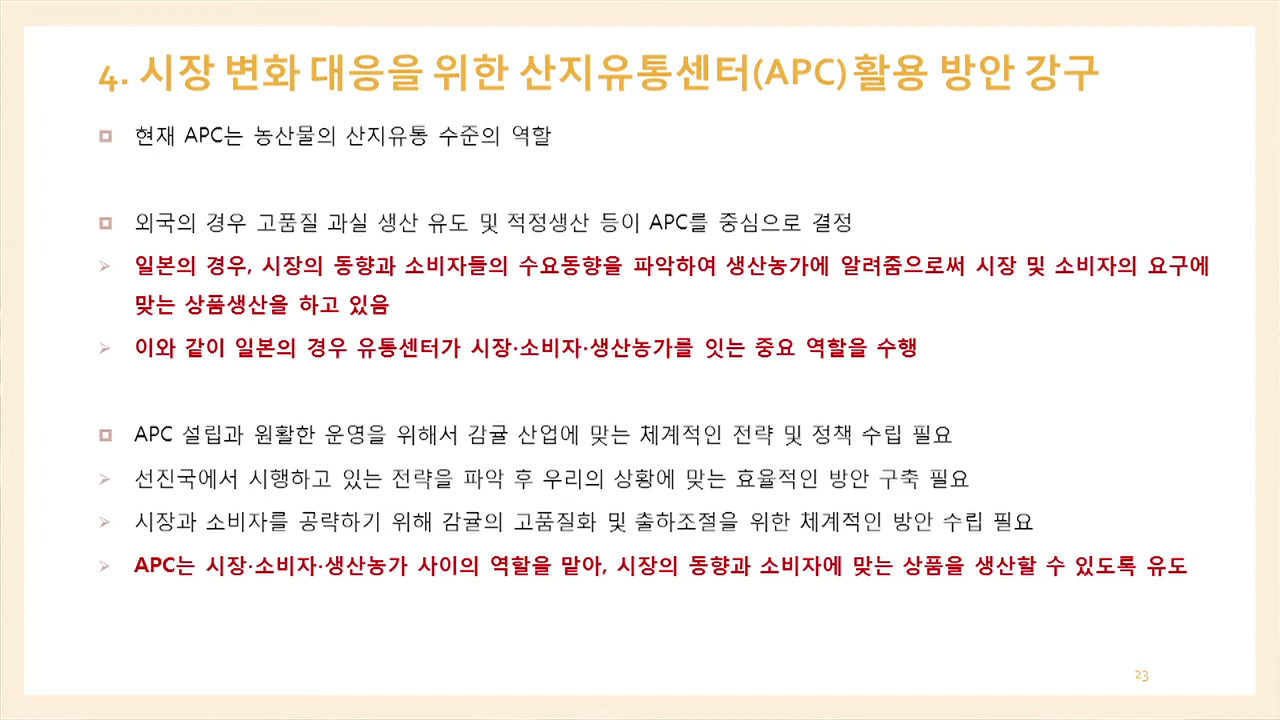 4. 시장 변화 대응을 위한 산지유통센터(APC)활용 방안 강구
현재 APC는 농산물의 산지유통 수준의 역할
외국의 경우 고품질 과실 생산 유도 및 적정생산 등이 APC를 중심으로 결정
일본의 경우, 시장의 동향과 소비자들의 수요동향을 파악하여 생산농가에 알려줌으로써 시장 및 소비자의 요구에
맞는 상품생산을 하고 있음
이와 같이 일본의 경우 유통센터가 시장·소비자·생산농가를 잇는 중요 역할을 수행
APC 설립과 원활한 운영을 위해서 감귤 산업에 맞는 체계적인 전략 및 정책 수립 필요
선진국에서 시행하고 있는 전략을 파악 후 우리의 상황에 맞는 효율적인 방안 구축 필요
시장과 소비자를 공략하기 위해 감귤의 고품질화 및 출하조절을 위한 체계적인 방안 수립 필요
APC는 시장·소비자·생산농가 사이의 역할을 맡아, 시장의 동향과 소비자에 맞는 상품을 생산할 수 있도록 유도
23